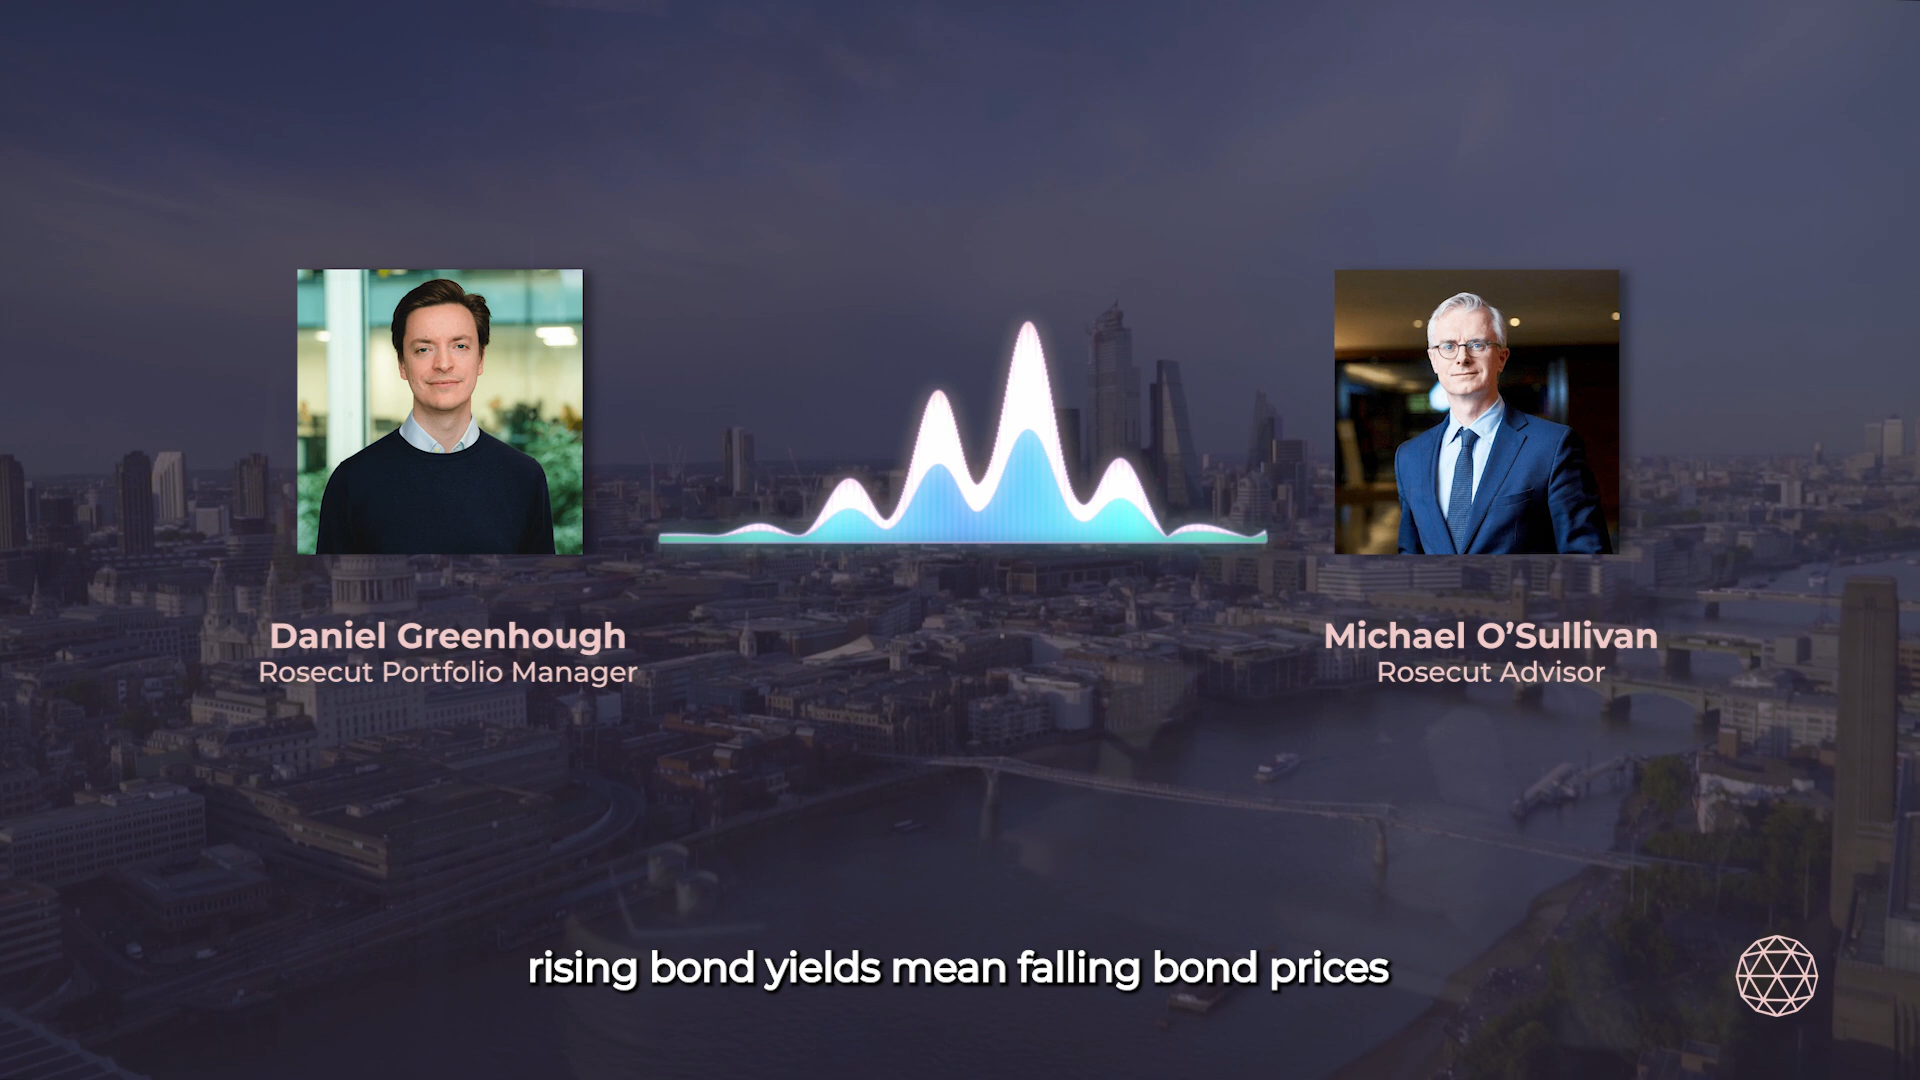 Daniel Greenhough
Rosecut Portfolio Manager
Michael O’Sullivan
Rosecut Advisor
rising bond yields mean falling bond prices